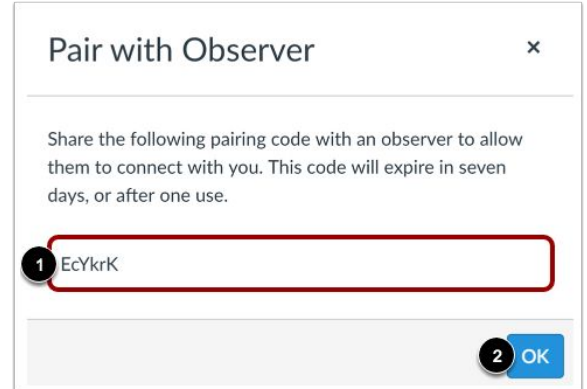 Pair with Observer ×
Share the following pairing code with an observer to allow
them to connect with you. This code will expire in seven
days, or after one use.
1 EcYkrK
2 OK